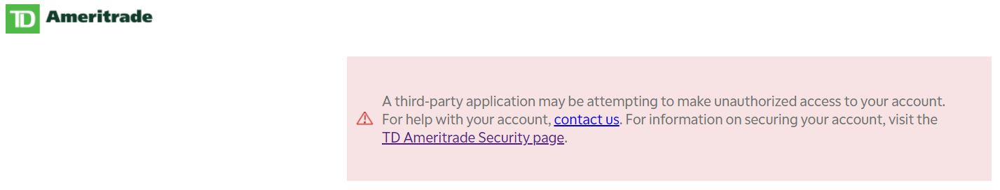 TD Ameritrade
A third-party application may be attempting to make unauthorized access to your account.
For help with your account, contact us. For information on securing your account, visit the
TD Ameritrade Security page.